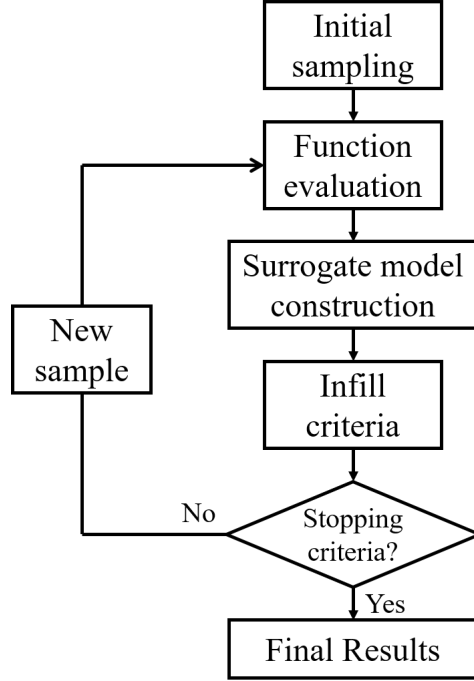 Initial
sampling
Function
evaluation
Surrogate model
construction
New
sample
Infill
criteria
No
Stopping
criteria?
Yes
Final Results